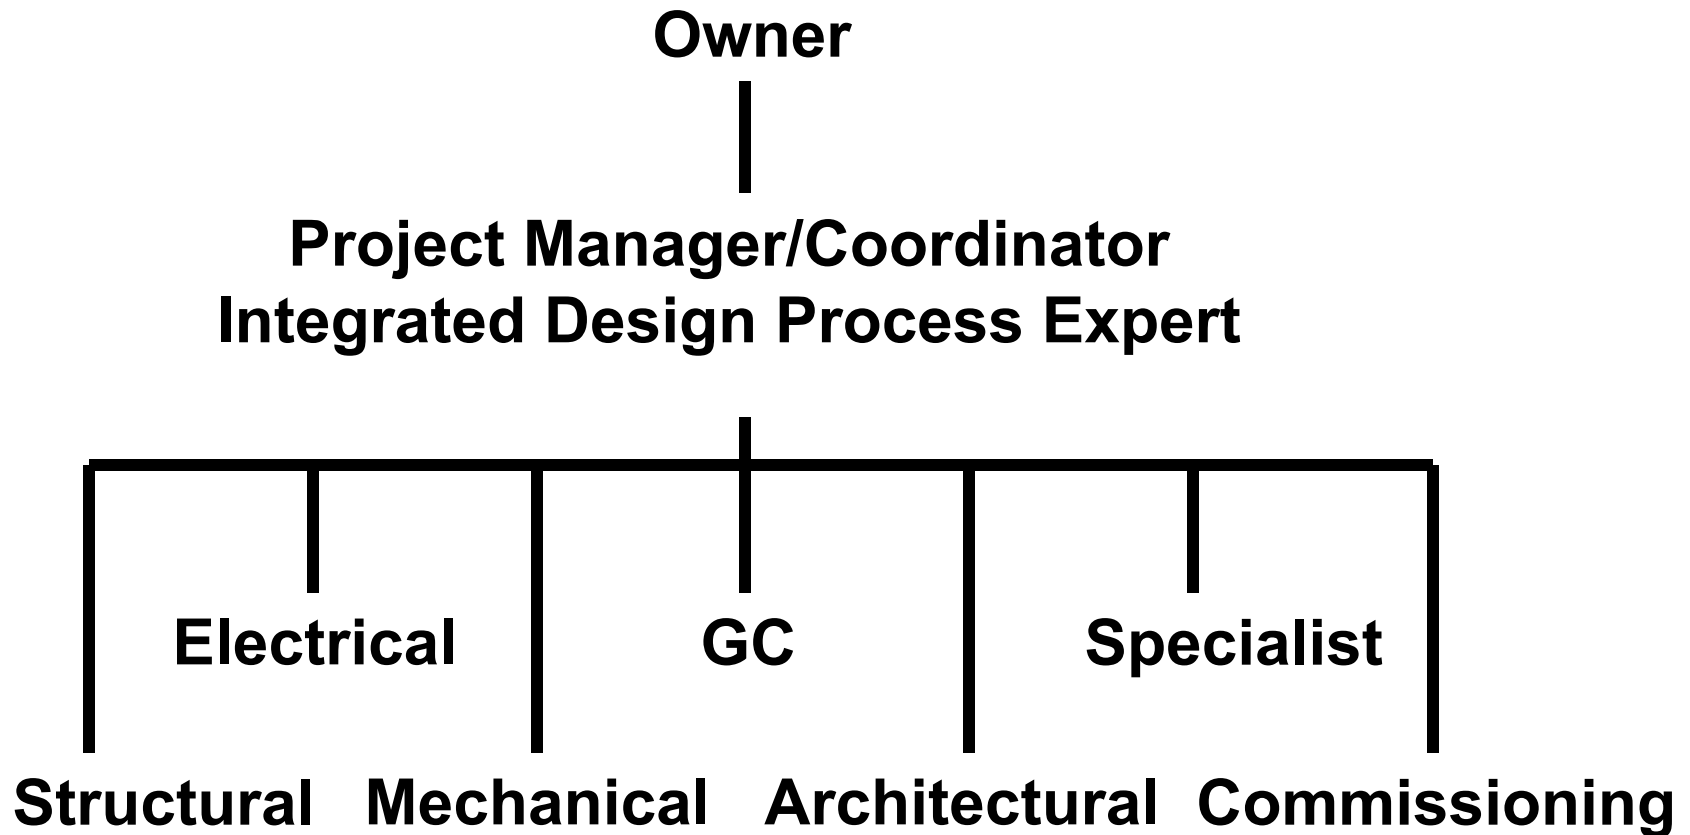 Owner
Project Manager/Coordinator
Integrated Design Process Expert
Electrical GC Specialist
Structural Mechanical Architectural Commissioning